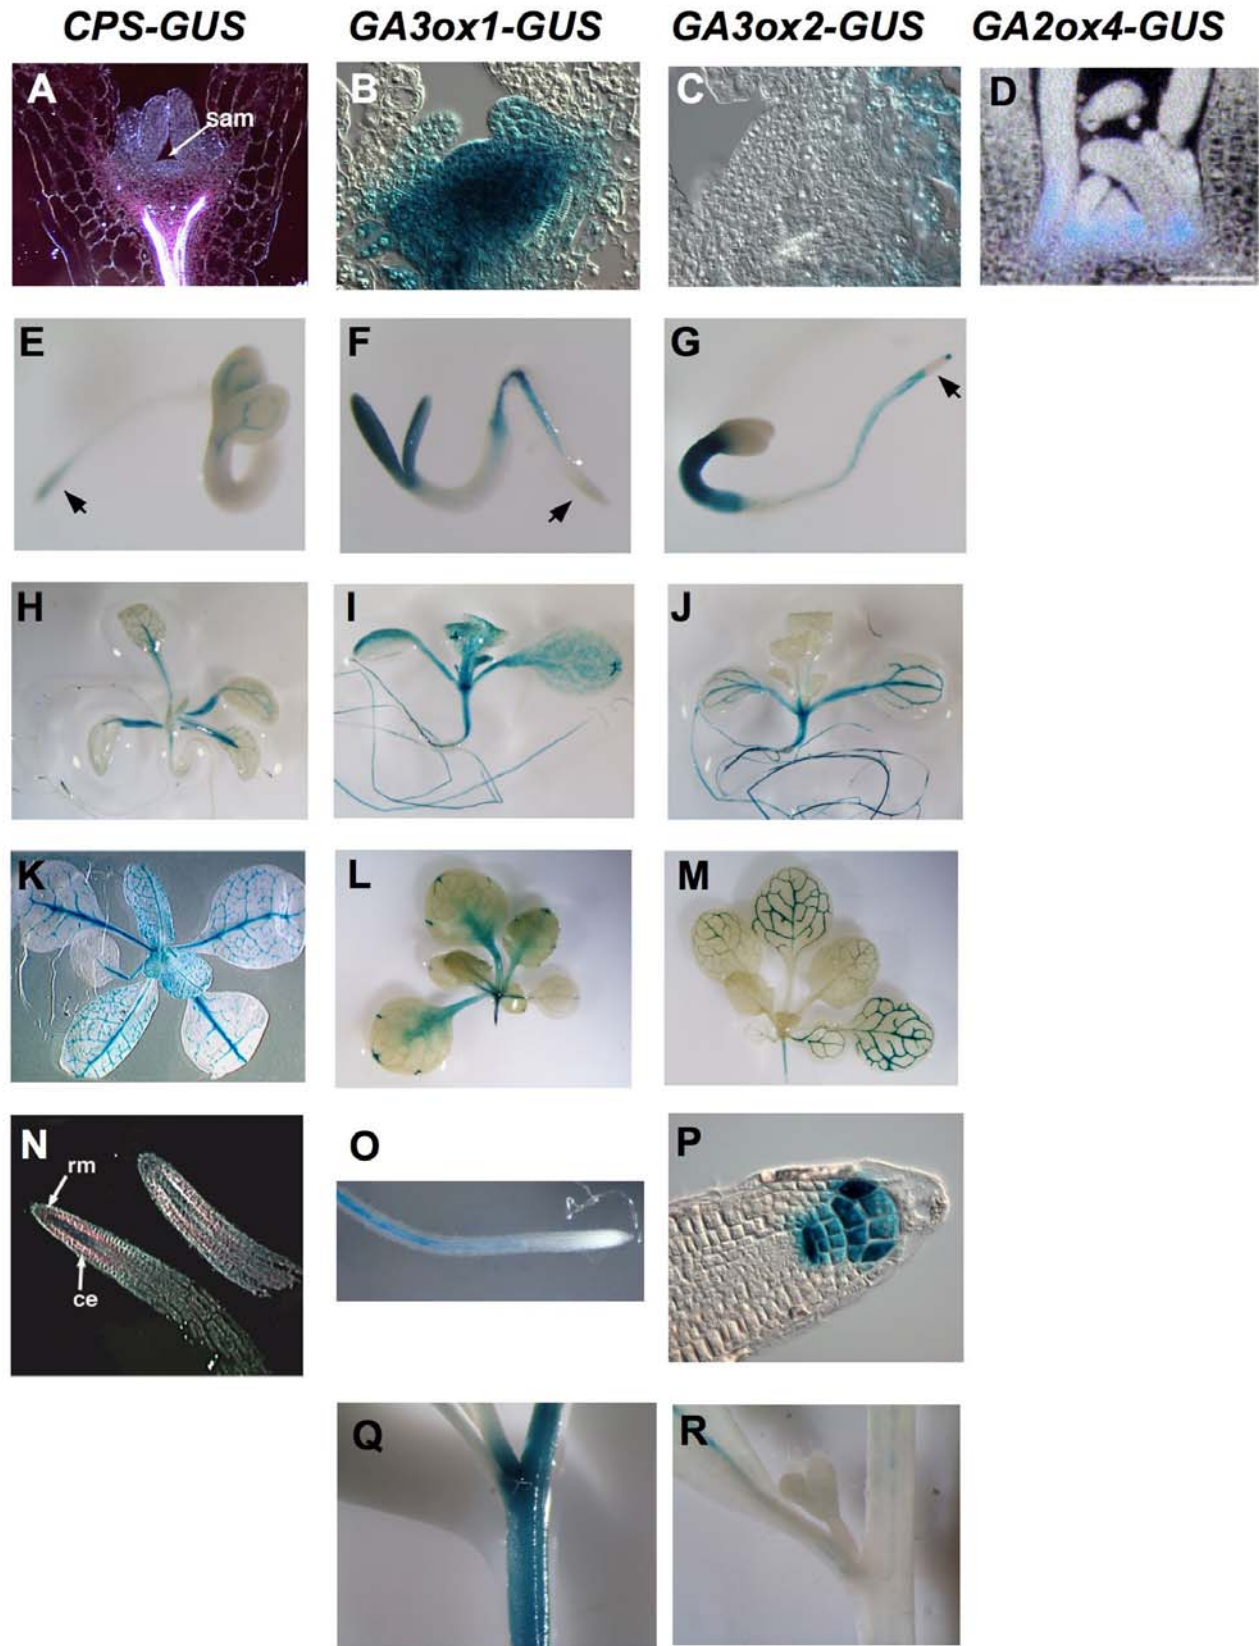 CPS-GUS GA3ox1-GUS GA3ox2-GUS GA2ox4-GUS
A sam B C D
E F G
H I J
K L M
N rm ce O P
Q R